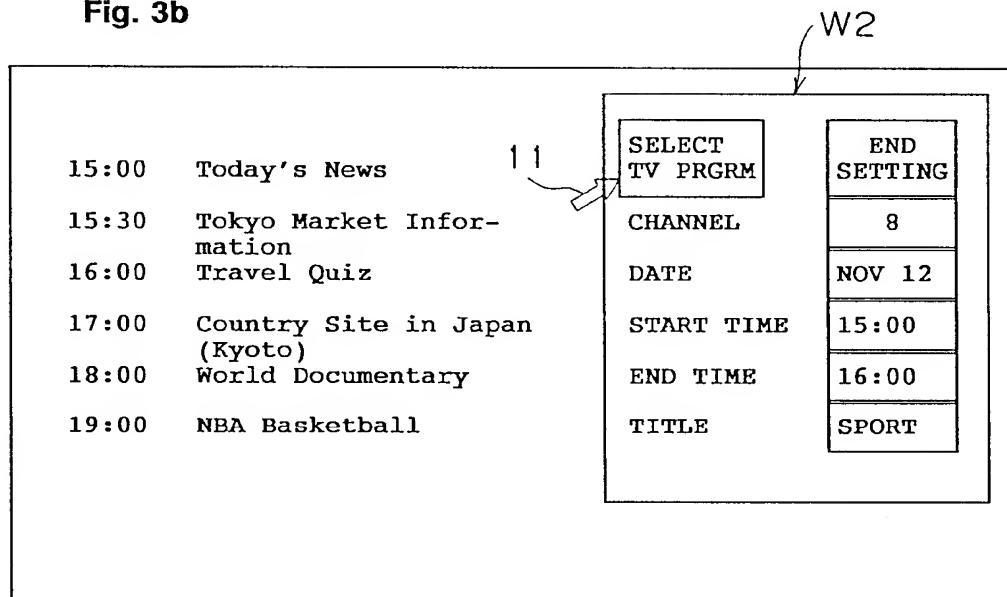 Fig. 3b
W2
11
15:00 Today's News
15:30 Tokyo Market Infor-
mation
16:00 Travel Quiz
17:00 Country Site in Japan
(Kyoto)
18:00 World Documentary
19:00 NBA Basketball
SELECT
TV PRGRM
END
SETTING
CHANNEL 8
DATE NOV 12
START TIME 15:00
END TIME 16:00
TITLE SPORT